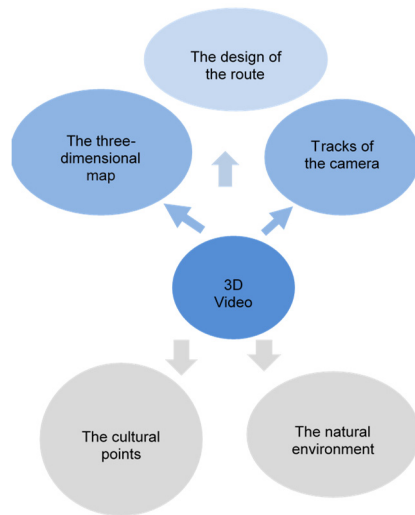 The design of
the route
The three-
dimensional
map
Tracks of
the camera
3D
Video
The cultural
points
The natural
environment